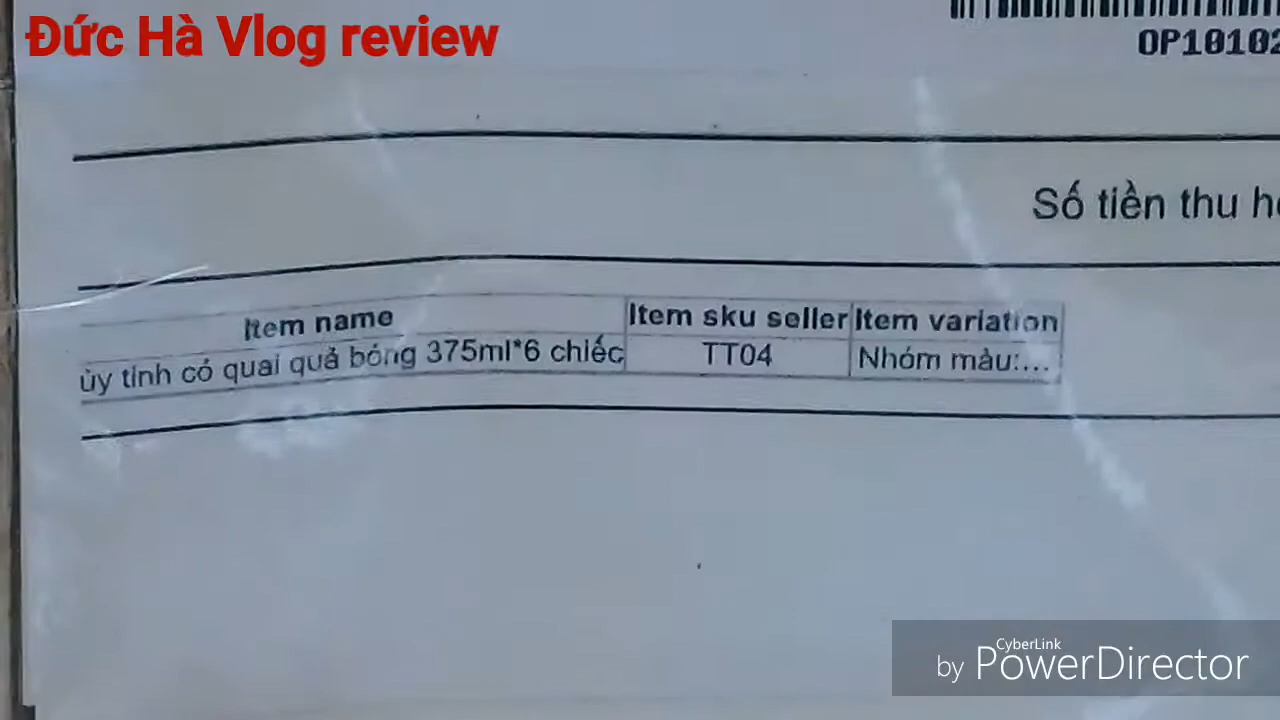 Đức Hà Vlog review
OP10102
Số tiền thu h
Item name Item sku seller Item variation
ủy tinh có quai quả bóng 375ml*6 chiếc TT04 Nhóm màu:...
CyberLink
by PowerDirector